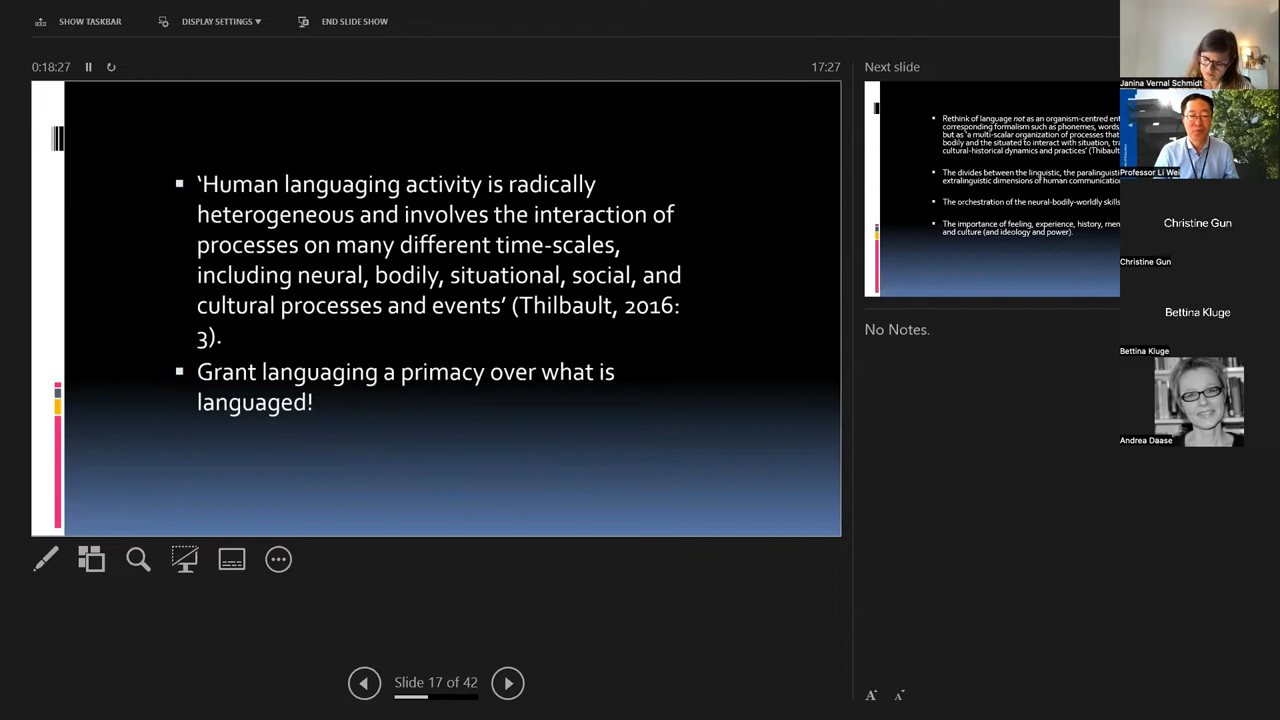 SHOW TASKBAR
DISPLAY SETTINGS ▼
END SLIDE SHOW
0:18:27
17:27
‘Human languaging activity is radically
heterogeneous and involves the interaction of
processes on many different time-scales,
including neural, bodily, situational, social, and
cultural processes and events’ (Thilbault, 2016:
3).
Grant languaging a primacy over what is
languaged!
Slide 17 of 42
Next slide
Rethink of language not as an organism-centred ent
corresponding formalism such as phonemes, words,
but as ‘a multi-scalar organization of processes that
bodily and the situated to interact with situation, tra
cultural-historical dynamics and practices’ (Thibault
The divides between the linguistic, the paralinguisti
extralinguistic dimensions of human communication
The orchestration of the neural-bodily-worldly skills
The importance of feeling, experience, history, mem
and culture (and ideology and power).
No Notes.
A A
Janina Vernal Schmidt
Professor Li Wei
Christine Gun
Christine Gun
Bettina Kluge
Bettina Kluge
Andrea Daase